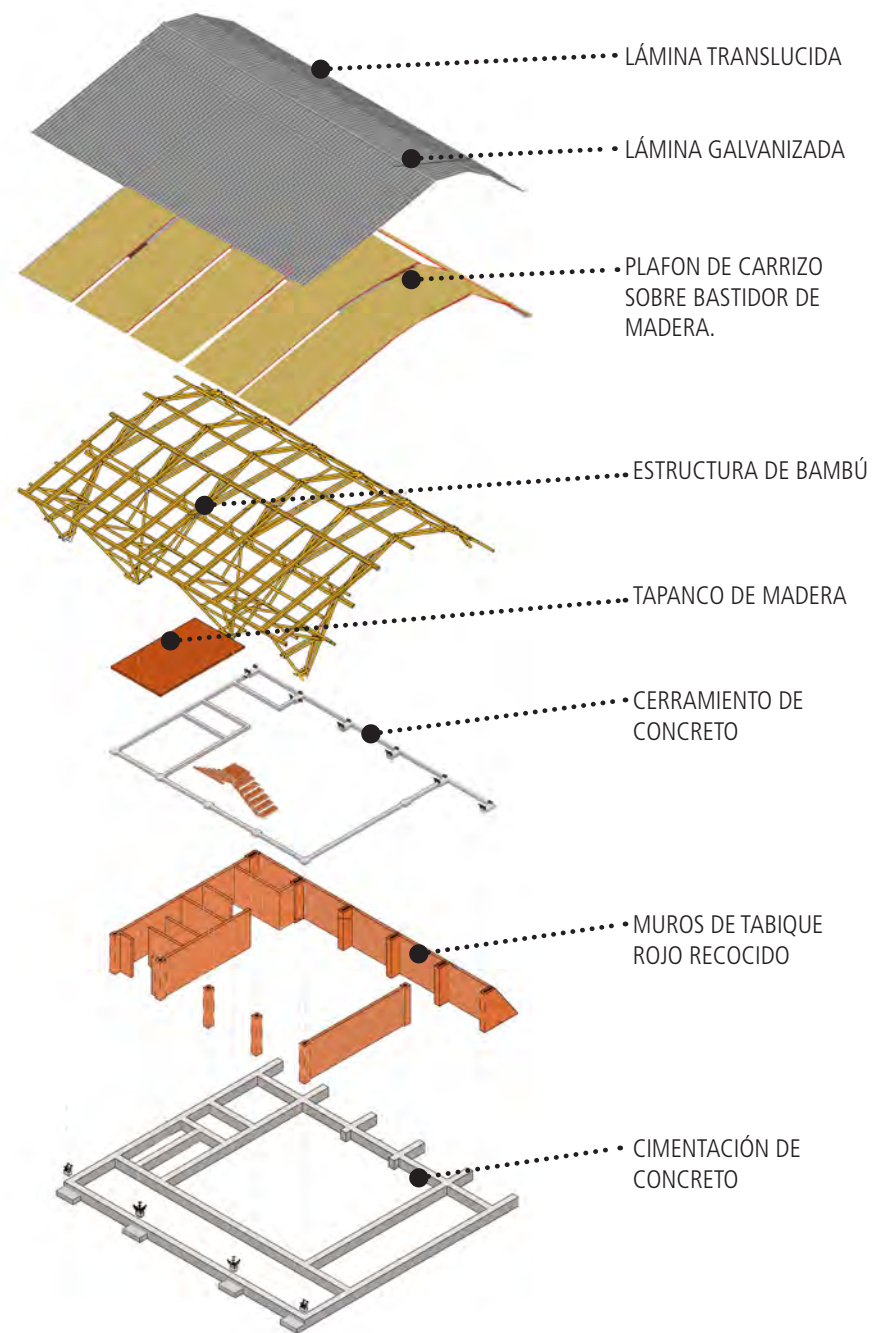 LÁMINA TRANSLUCIDA
LÁMINA GALVANIZADA
PLAFON DE CARRIZO
SOBRE BASTIDOR DE
MADERA.
ESTRUCTURA DE BAMBÚ
TAPANCO DE MADERA
CERRAMIENTO DE
CONCRETO
MUROS DE TABIQUE
ROJO RECOCIDO
CIMENTACIÓN DE
CONCRETO